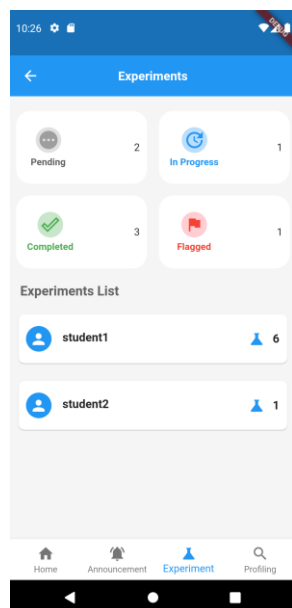 10:26
DEBUG
Experiments
Pending 2
In Progress 1
Completed 3
Flagged 1
Experiments List
student1 6
student2 1
Home Announcement Experiment Profiling